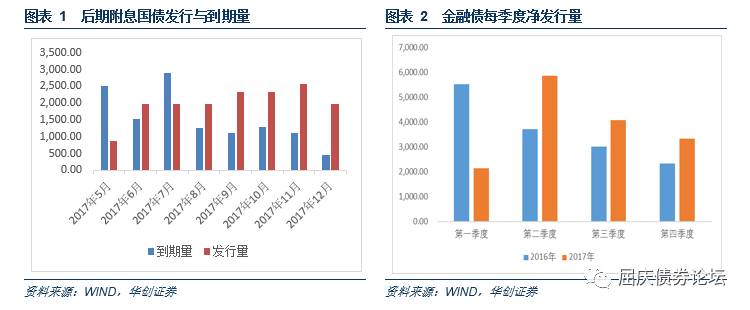 图表 1 后期附息国债发行与到期量
3,500.00
3,000.00
2,500.00
2,000.00
1,500.00
1,000.00
500.00
0.00
2017年5月
2017年6月
2017年7月
2017年8月
2017年9月
2017年10月
2017年11月
2017年12月
到期量
发行量
资料来源：WIND，华创证券
图表 2 金融债每季度净发行量
7,000.00
6,000.00
5,000.00
4,000.00
3,000.00
2,000.00
1,000.00
0.00
第一季度
第二季度
第三季度
第四季度
2016年
2017年
资料来源：WIND，华创证券
屈庆债券论坛